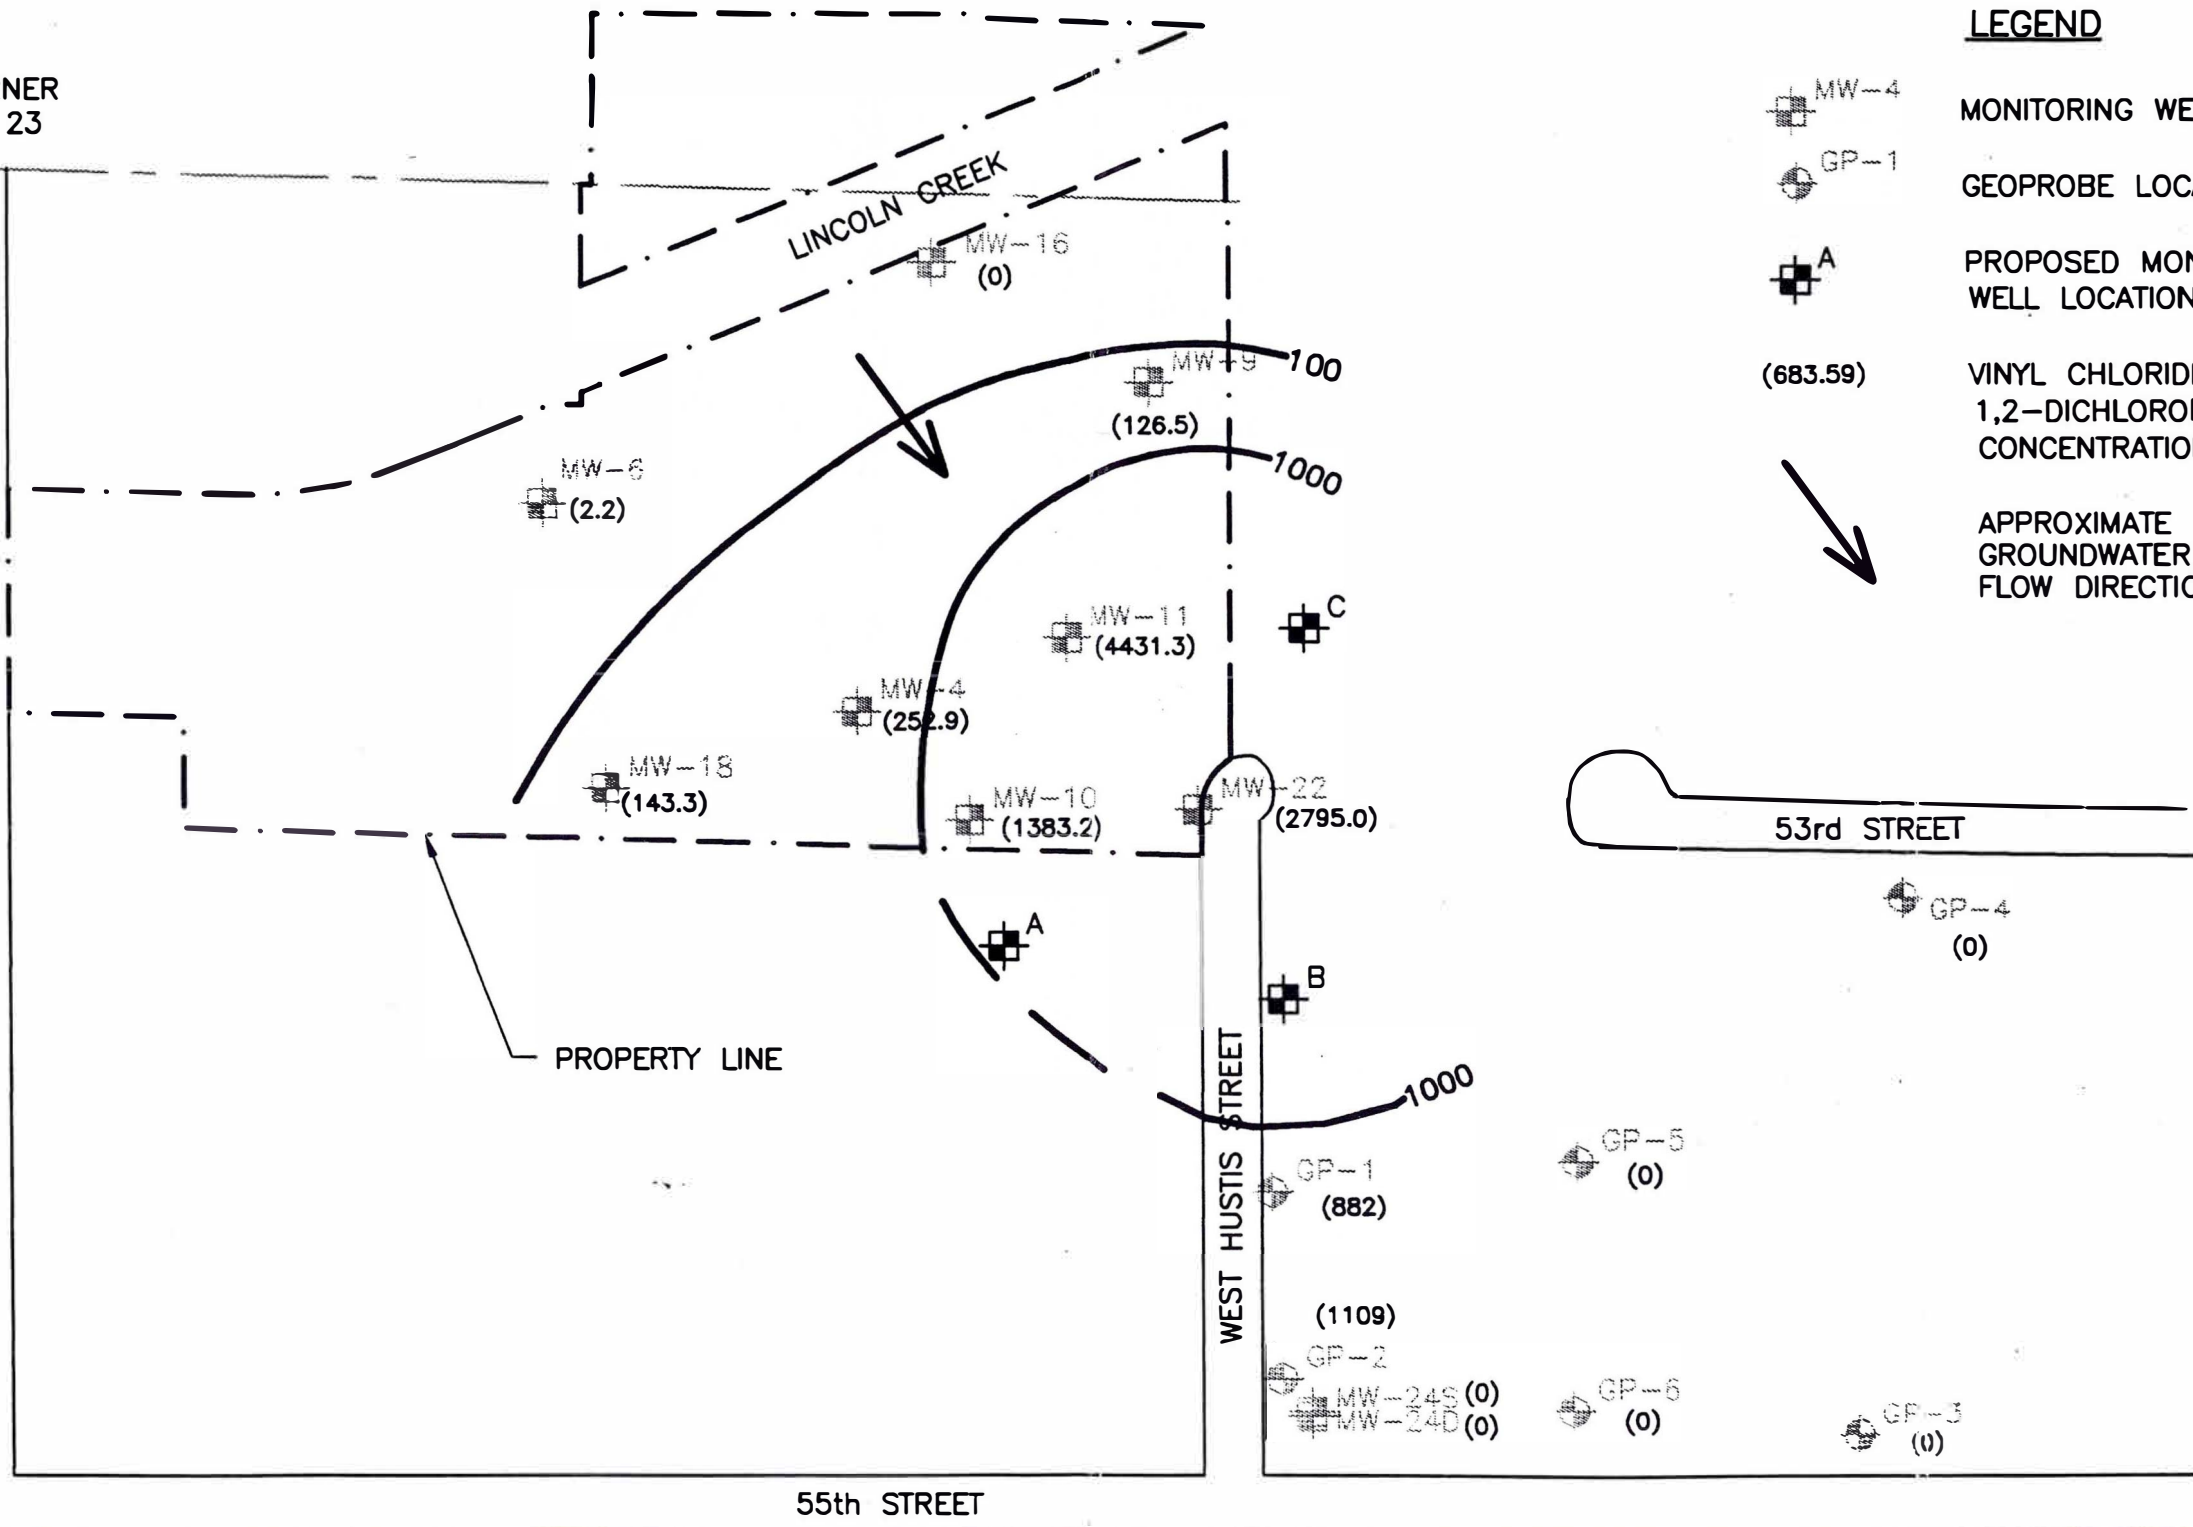 LEGEND
NER
23
MW-4
MONITORING WE
GP-1
GEOPROBE LOC
A
PROPOSED MON
WELL LOCATION
(683.59)
VINYL CHLORID
1,2-DICHLORO
CONCENTRATIO
APPROXIMATE
GROUNDWATER
FLOW DIRECTIO
LINCOLN CREEK
MW-16
(0)
100
MW-9
(126.5)
1000
MW-6
(2.2)
C
MW-11
(4431.3)
MW-4
(252.9)
MW-18
(143.3)
MW-10
(1383.2)
MW-22
(2795.0)
53rd STREET
GP-4
(0)
A
B
PROPERTY LINE
1000
WEST HUSTIS STREET
GP-5
(0)
GP-1
(882)
(1109)
GP-2
MW-24S (0)
MW-24D (0)
GP-6
(0)
GP-3
(0)
55th STREET